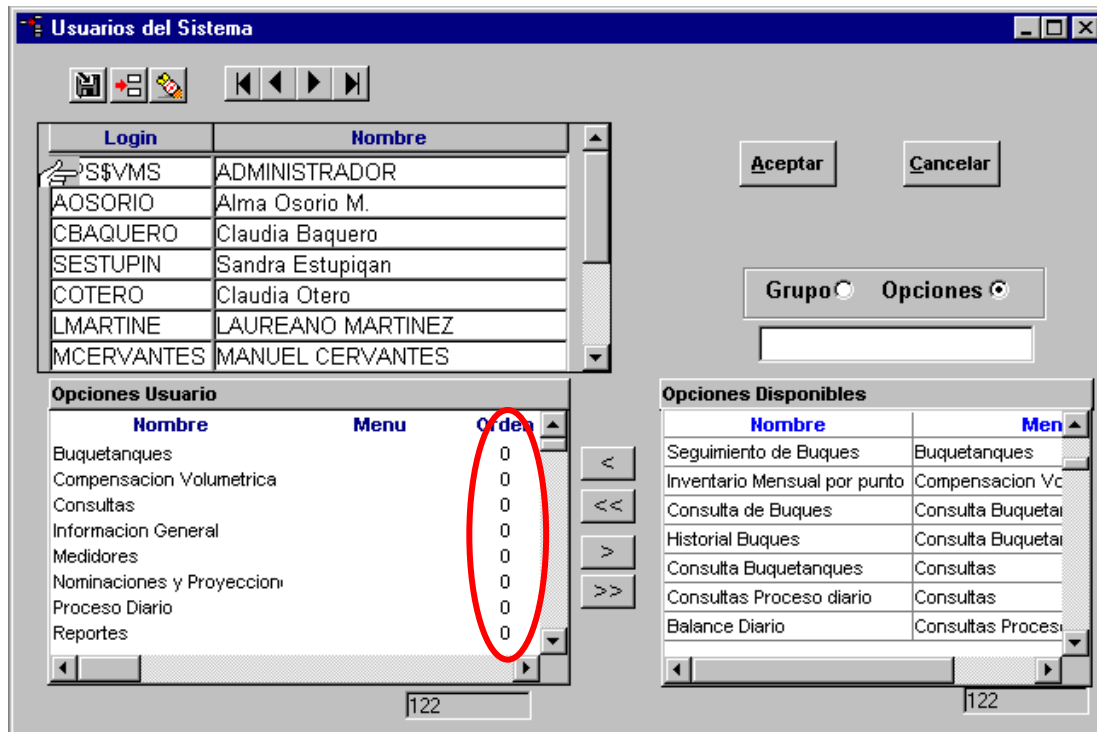 Usuarios del Sistema
Login Nombre
PS$VMS ADMINISTRADOR
AOSORIO Alma Osorio M.
CBAQUERO Claudia Baquero
SESTUPIN Sandra Estupiqan
COTERO Claudia Otero
LMARTINE LAUREANO MARTINEZ
MCERVANTES MANUEL CERVANTES
Aceptar Cancelar
Grupo Opciones
Opciones Usuario
Nombre Menu Orden
Buquetanques 0
Compensacion Volumetrica 0
Consultas 0
Informacion General 0
Medidores 0
Nominaciones y Proyeccion 0
Proceso Diario 0
Reportes 0
122
<
<<
>
>>
Opciones Disponibles
Nombre Men
Seguimiento de Buques Buquetanques
Inventario Mensual por punto Compensacion Vo
Consulta de Buques Consulta Buquetan
Historial Buques Consulta Buquetan
Consulta Buquetanques Consultas
Consultas Proceso diario Consultas
Balance Diario Consultas Proceso
122